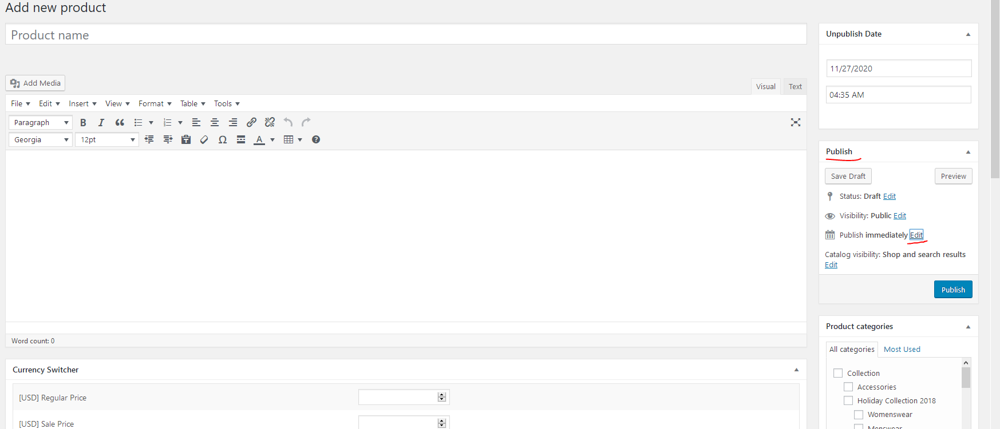 Add new product
Product name
Add Media
Visual Text
File Edit Insert View Format Table Tools
Paragraph B I
Georgia 12pt Ω A
Word count: 0
Currency Switcher
[USD] Regular Price
[USD] Sale Price
Unpublish Date
11/27/2020
04:35 AM
Publish
Save Draft Preview
Status: Draft Edit
Visibility: Public Edit
Publish immediately Edit
Catalog visibility: Shop and search results
Edit
Publish
Product categories
All categories Most Used
Collection
Accessories
Holiday Collection 2018
Womenswear
Menswear